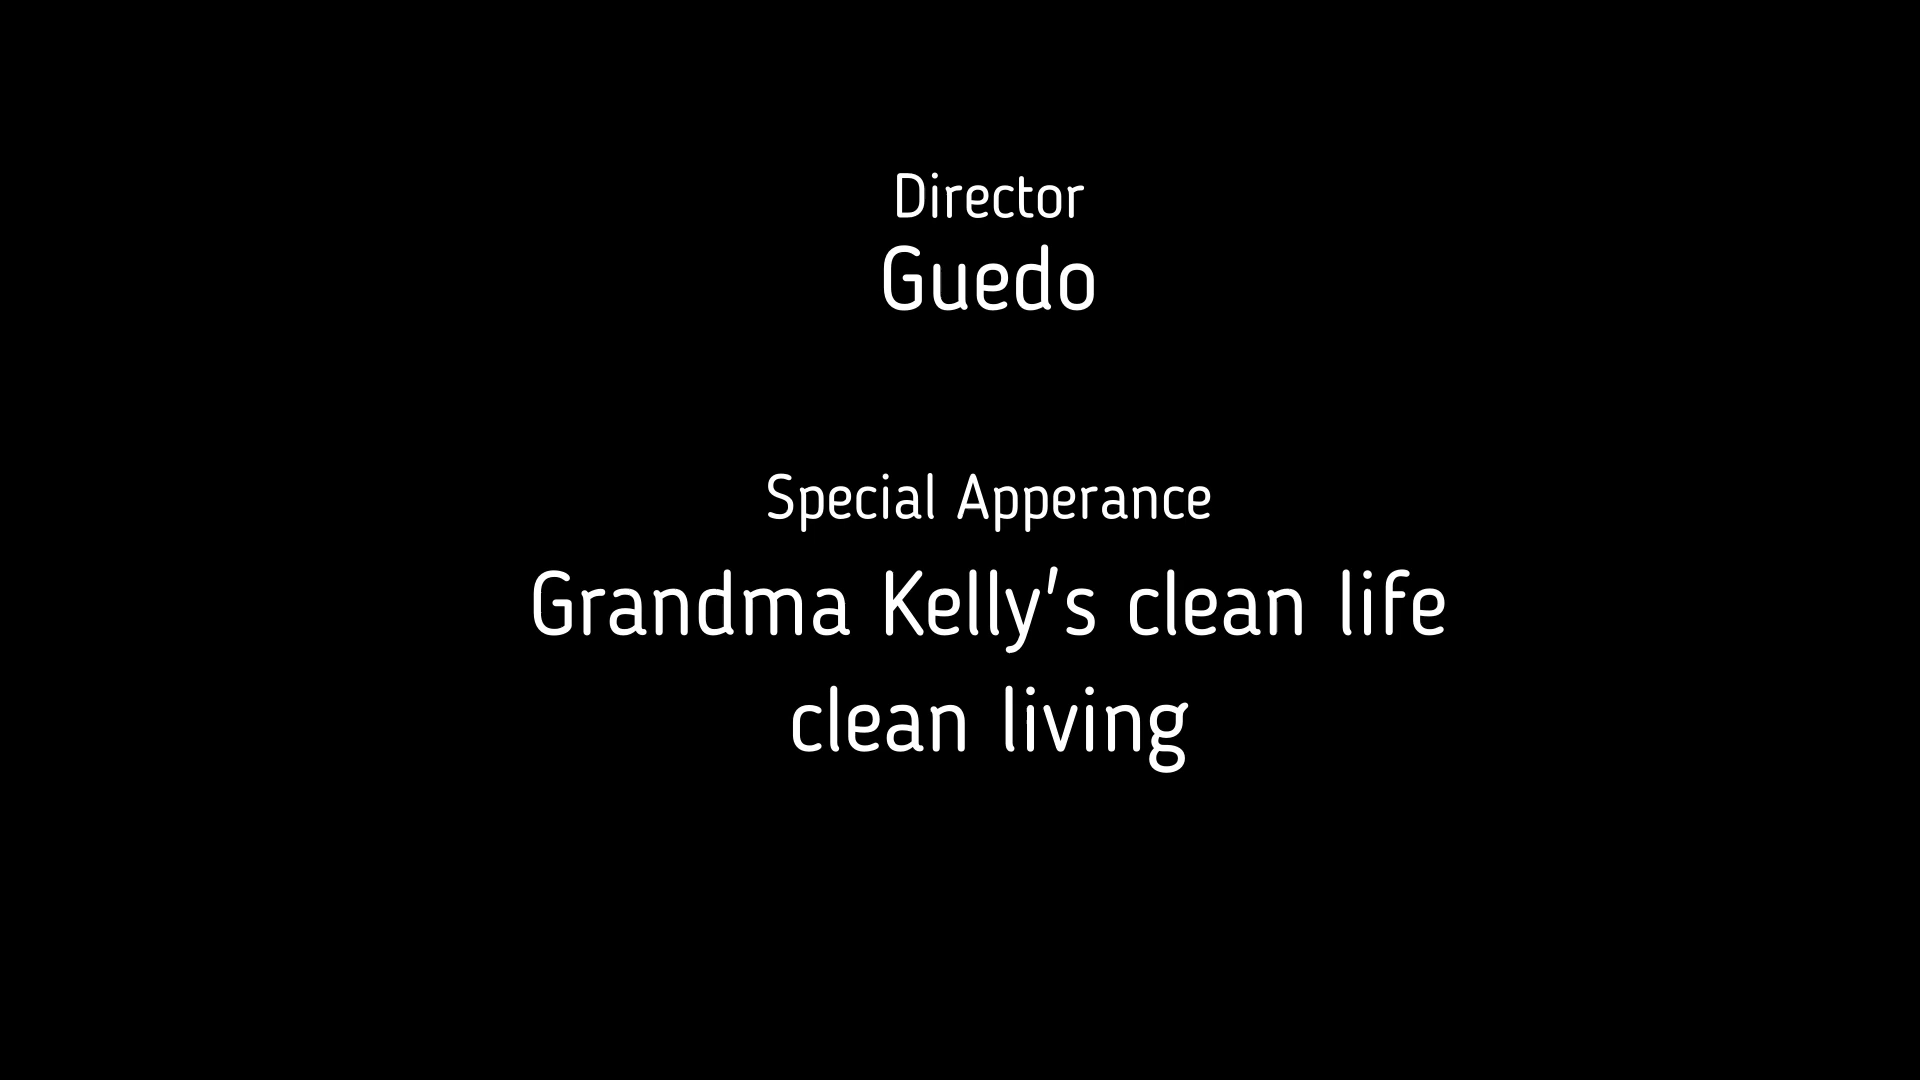 Director
Guedo
Special Apperance
Grandma Kelly's clean life
clean living